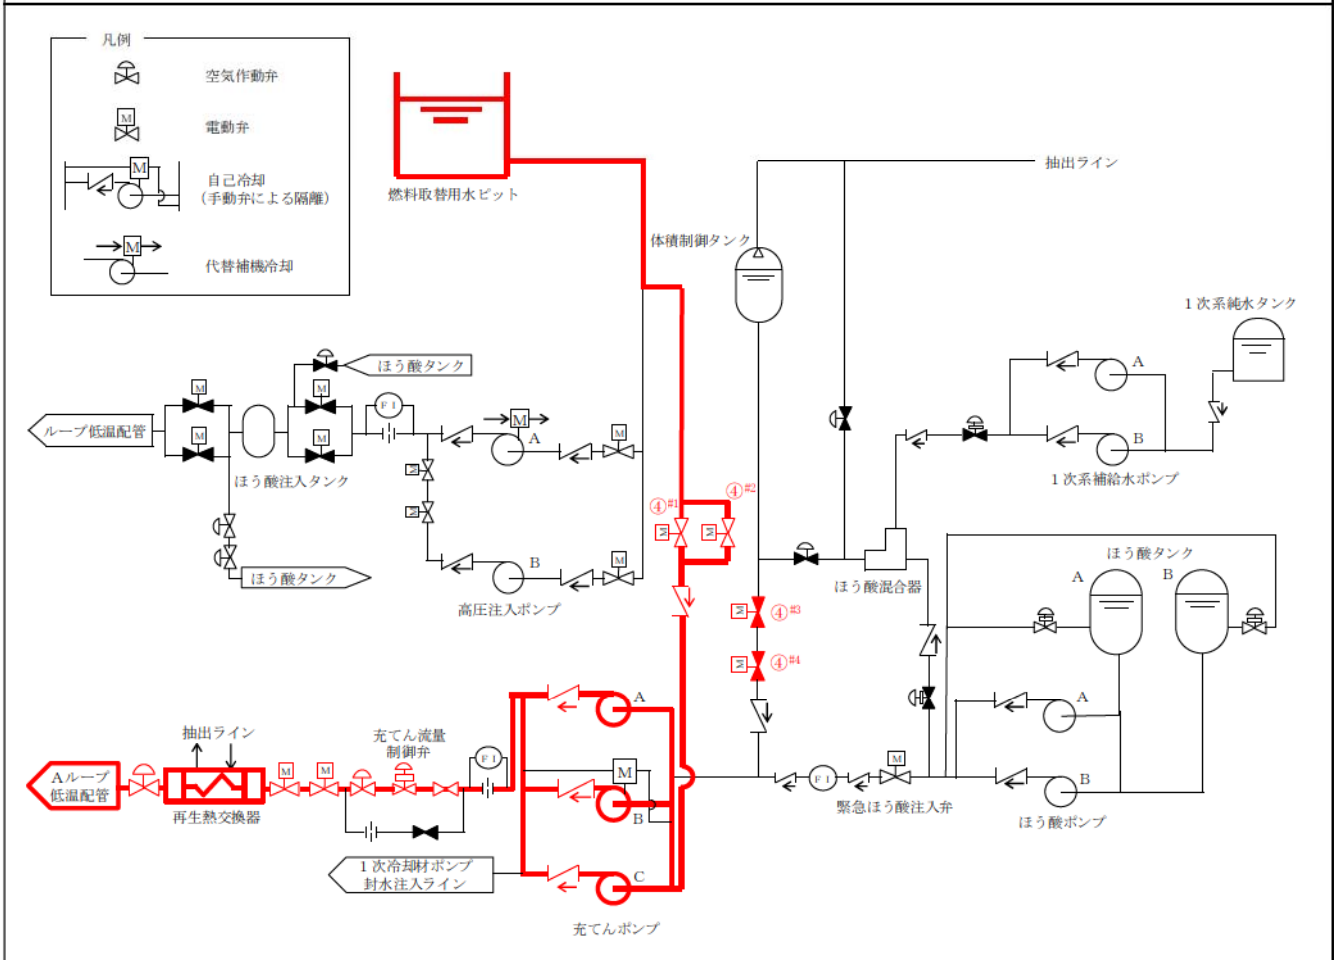 凡例
空気作動弁
M
電動弁
M
自己冷却
(手動弁による隔離)
M
代替補機冷却
燃料取替用水ピット
抽出ライン
体積制御タンク
1次系純水タンク
A
B
1次系補給水ポンプ
ほう酸タンク
M
M
FI
M
A
M
ループ低温配管
M
M
ほう酸注入タンク
M
M
ほう酸タンク
B
M
高圧注入ポンプ
④#1
④#2
M
M
ほう酸混合器
ほう酸タンク
A
B
M
④#3
M
④#4
A
B
ほう酸ポンプ
M
FI
緊急ほう酸注入弁
抽出ライン
充てん流量
制御弁
FI
A
M
B
C
Aループ
低温配管
再生熱交換器
M
M
1次冷却材ポンプ
封水注入ライン
充てんポンプ